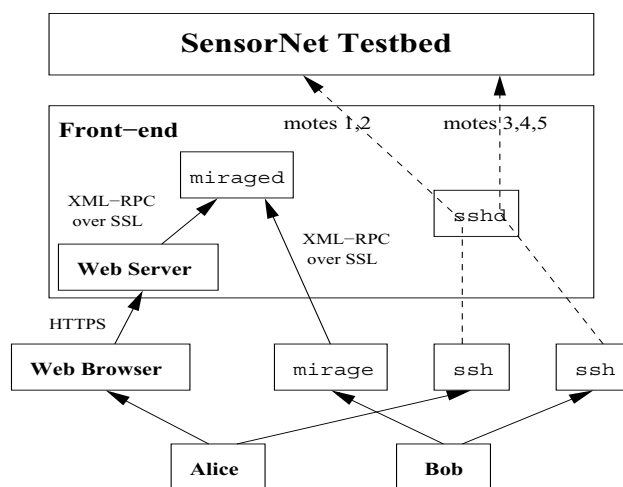 SensorNet Testbed
Front−end
motes 1,2
motes 3,4,5
miraged
XML−RPC
over SSL
sshd
XML−RPC
over SSL
Web Server
HTTPS
Web Browser
mirage
ssh
ssh
Alice
Bob